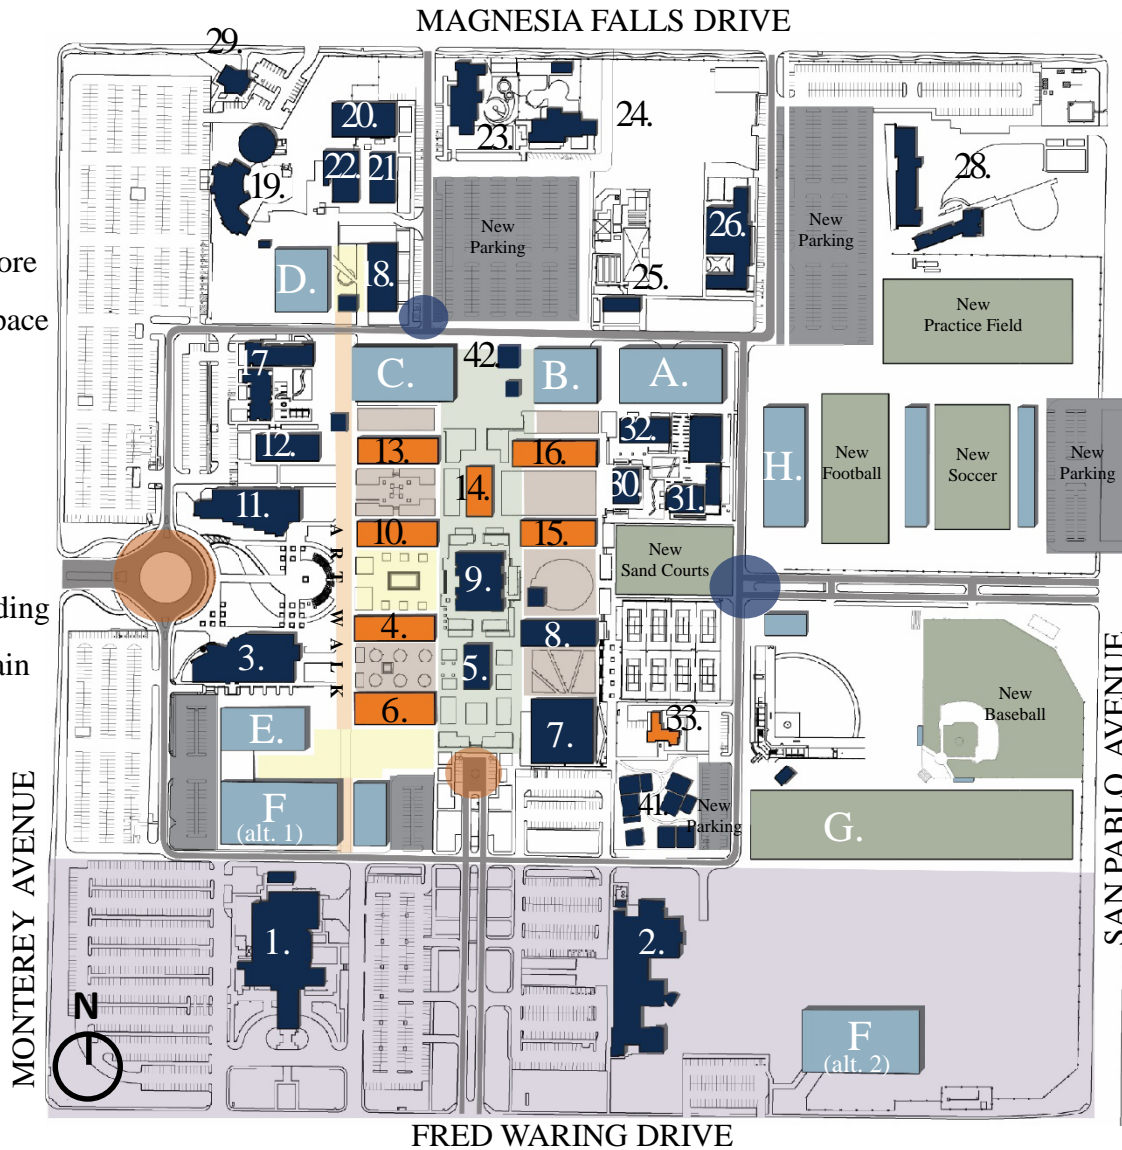 MAGNESIA FALLS DRIVE
29.
20.
24.
23.
22.
21.
28.
19.
New
Parking
26.
New
Parking
ore
D.
18.
25.
pace
New
Practice Field
42.
17.
C.
B.
A.
32.
12.
13.
16.
H.
New
Football
New
Soccer
New
Parking
14.
30.
31.
11.
10.
15.
New
Sand Courts
ART WALK
9.
ding
4.
8.
3.
5.
ain
6.
33.
New
Baseball
E.
7.
F
(alt. 1)
41.
New
Parking
G.
MONTEREY AVENUE
SAN PABLO AVENUE
1.
2.
N
F
(alt. 2)
FRED WARING DRIVE